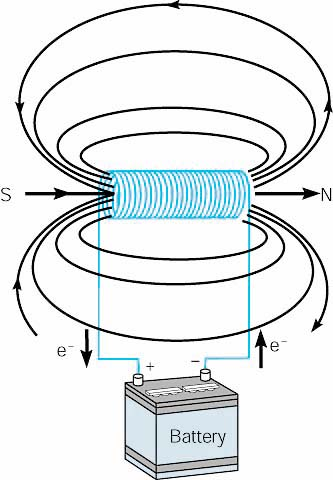 S N
e⁻ e⁻
+ −
Battery